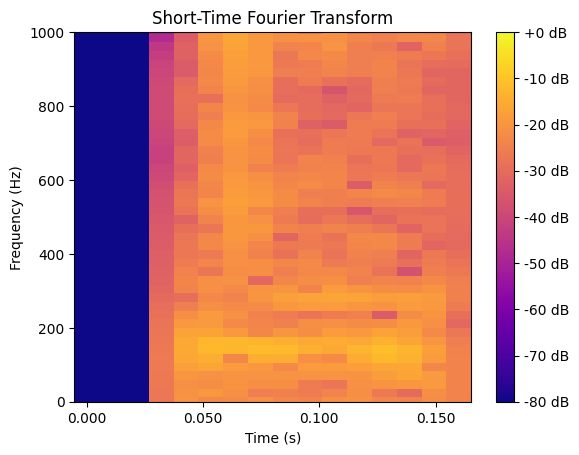 Short-Time Fourier Transform
1000
800
600
400
200
0
Frequency (Hz)
0.000
0.050
0.100
0.150
Time (s)
+0 dB
-10 dB
-20 dB
-30 dB
-40 dB
-50 dB
-60 dB
-70 dB
-80 dB